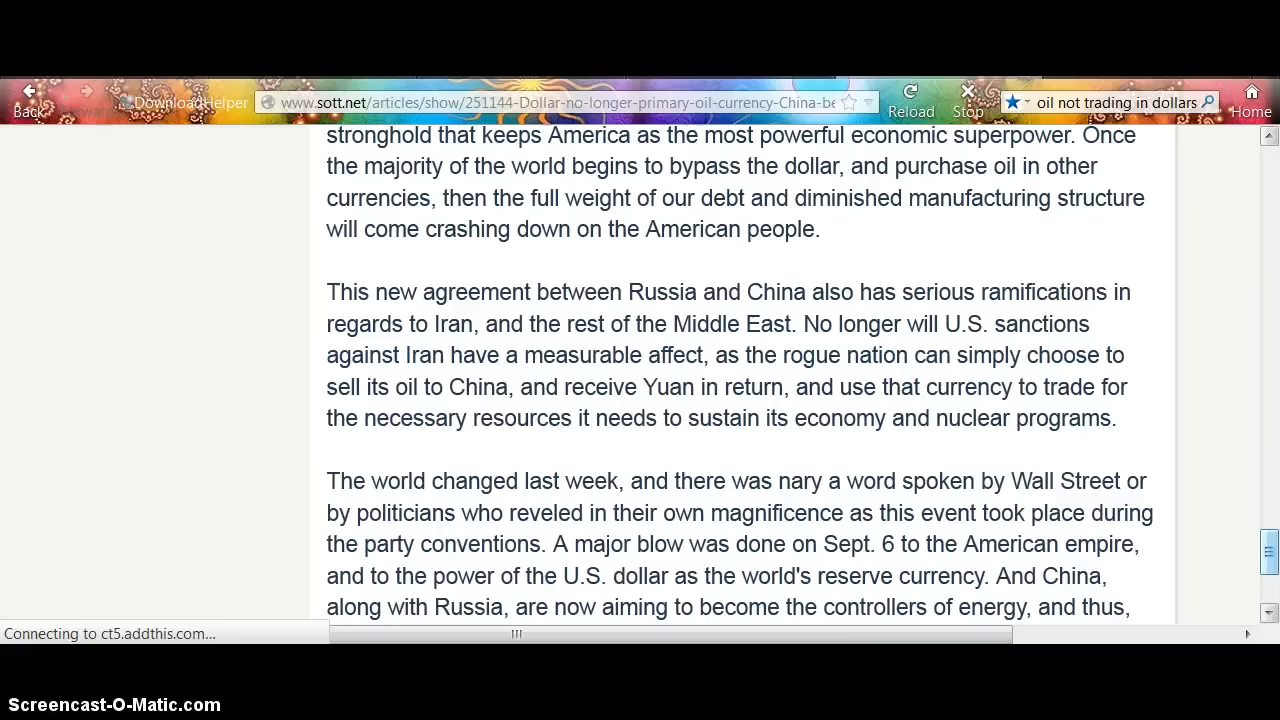 Back
DownloadHelper
www.sott.net/articles/show/251144-Dollar-no-longer-primary-oil-currency-China-be
Reload
Stop
oil not trading in dollars
Home
stronghold that keeps America as the most powerful economic superpower. Once
the majority of the world begins to bypass the dollar, and purchase oil in other
currencies, then the full weight of our debt and diminished manufacturing structure
will come crashing down on the American people.
This new agreement between Russia and China also has serious ramifications in
regards to Iran, and the rest of the Middle East. No longer will U.S. sanctions
against Iran have a measurable affect, as the rogue nation can simply choose to
sell its oil to China, and receive Yuan in return, and use that currency to trade for
the necessary resources it needs to sustain its economy and nuclear programs.
The world changed last week, and there was nary a word spoken by Wall Street or
by politicians who reveled in their own magnificence as this event took place during
the party conventions. A major blow was done on Sept. 6 to the American empire,
and to the power of the U.S. dollar as the world's reserve currency. And China,
along with Russia, are now aiming to become the controllers of energy, and thus,
Connecting to ct5.addthis.com...
Screencast-O-Matic.com